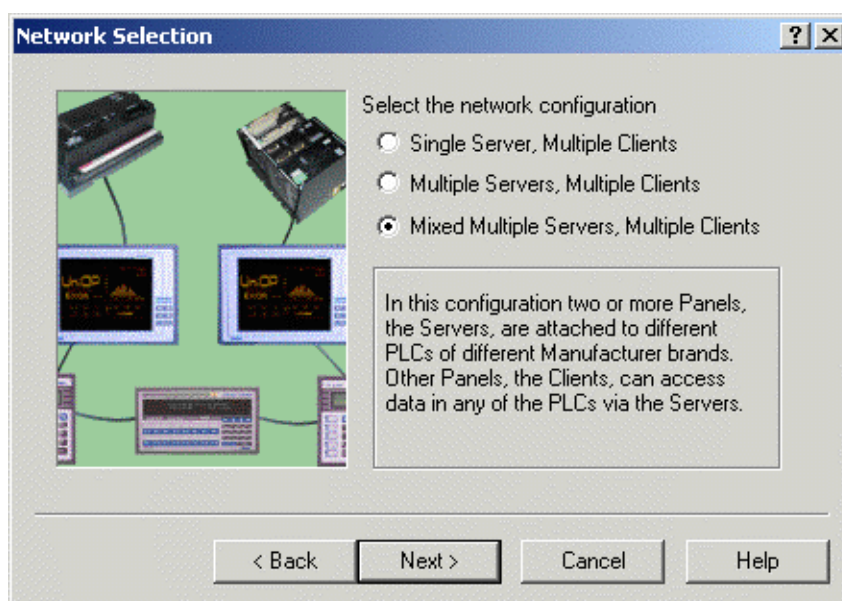 Network Selection
Select the network configuration
Single Server, Multiple Clients
Multiple Servers, Multiple Clients
Mixed Multiple Servers, Multiple Clients
In this configuration two or more Panels,
the Servers, are attached to different
PLCs of different Manufacturer brands.
Other Panels, the Clients, can access
data in any of the PLCs via the Servers.
< Back
Next >
Cancel
Help